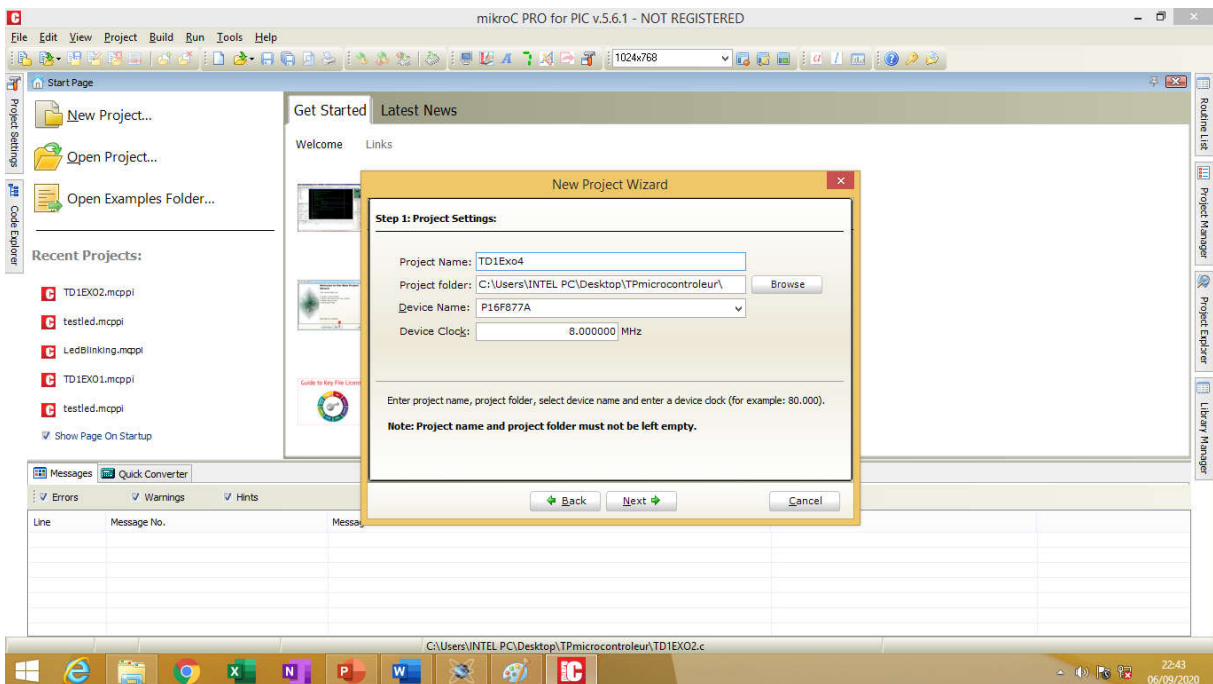 mikroC PRO for PIC v.5.6.1 - NOT REGISTERED
File Edit View Project Build Run Tools Help
1024x768
Start Page
Project Settings
Code Explorer
New Project...
Open Project...
Open Examples Folder...
Recent Projects:
TD1EXO2.mcppi
testled.mcppi
LedBlinking.mcppi
TD1EXO1.mcppi
testled.mcppi
Show Page On Startup
Get Started Latest News
Welcome Links
New Project Wizard
Step 1: Project Settings:
Project Name: TD1Exo4
Project folder: C:\Users\INTEL PC\Desktop\TPmicrocontroleur\ Browse
Device Name: P16F877A
Device Clock: 8.000000 MHz
Enter project name, project folder, select device name and enter a device clock (for example: 80.000).
Note: Project name and project folder must not be left empty.
Back Next Cancel
Guide to Key File
Routine List
Project Manager
Project Explorer
Library Manager
Messages Quick Converter
Errors Warnings Hints
Line Message No. Messag
C:\Users\INTEL PC\Desktop\TPmicrocontroleur\TD1EXO2.c
22:43
06/09/2020